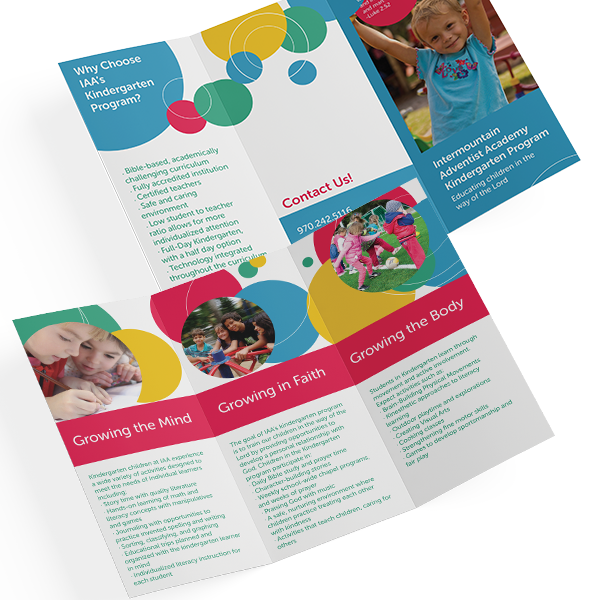 Why Choose
IAA's
Kindergarten
Program?
. Bible-based, academically
challenging curriculum
. Fully accredited institution
. Certified teachers
. Safe and caring
environment
. Low student to teacher
ratio allows for more
individualized attention
. Full-Day Kindergarten,
with a half day option
. Technology integrated
throughout the curriculum
Contact Us!
970.242.5116
and man
-Luke 2:52
Intermountain
Adventist Academy
Kindergarten Program
Educating children in the
way of the Lord
Growing the Mind
Kindergarten children at IAA experience
a wide variety of activities designed to
meet the needs of individual learners
including:
. Story time with quality literature
. Hands-on learning of math and
literacy concepts with manipulatives
and games
. Journaling with opportunities to
practice invented spelling and writing
. Sorting, classifying, and graphing
. Educational trips planned and
organized with the kindergarten learner
in mind
. Individualized literacy instruction for
each student
Growing in Faith
The goal of IAA's kindergarten program
is to train our children in the way of the
Lord by providing opportunities to
develop a personal relationship with
God. Children in the Kindergarten
program participate in:
. Daily Bible study and prayer time
. Character-building stories
. Weekly school-wide chapel programs,
and weeks of prayer
. Praising God with music
. A safe, nurturing environment where
children practice treating each other
with kindness
. Activities that teach children, caring for
others
Growing the Body
Students in Kindergarten learn through
movement and active involvement.
Expect activities such as:
. Brain-Building Physical Movements
. Kinesthetic approaches to literacy
learning
. Outdoor playtime and explorations
. Creating Visual Arts
. Cooking classes
. Strengthening fine motor skills
. Games to develop sportsmanship and
fair play